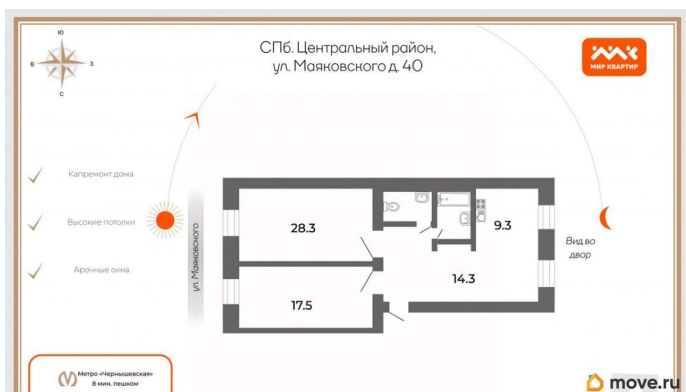 Ю
В
З
С
СПб. Центральный район,
ул. Маяковского д. 40
МИР КВАРТИР
Капремонт дома
Высокие потолки
Арочные окна
ул. Маяковского
28.3
17.5
9.3
14.3
Вид во
двор
Метро «Чернышевская»
8 мин. пешком
move.ru